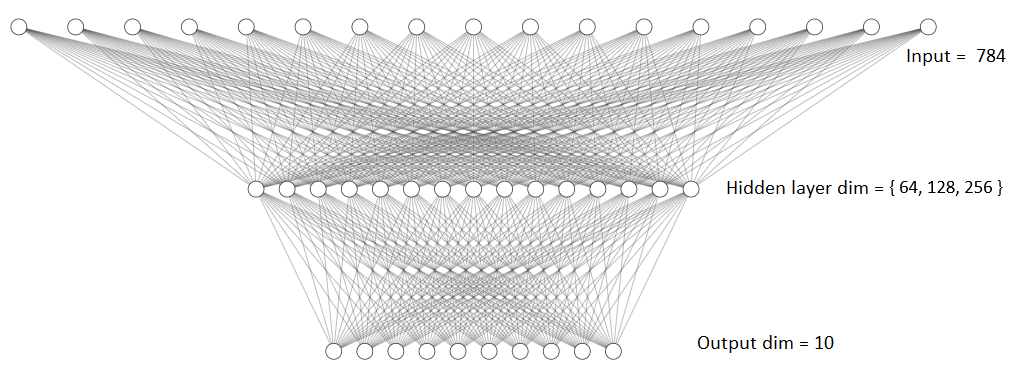 Input = 784
Hidden layer dim = { 64, 128, 256 }
Output dim = 10